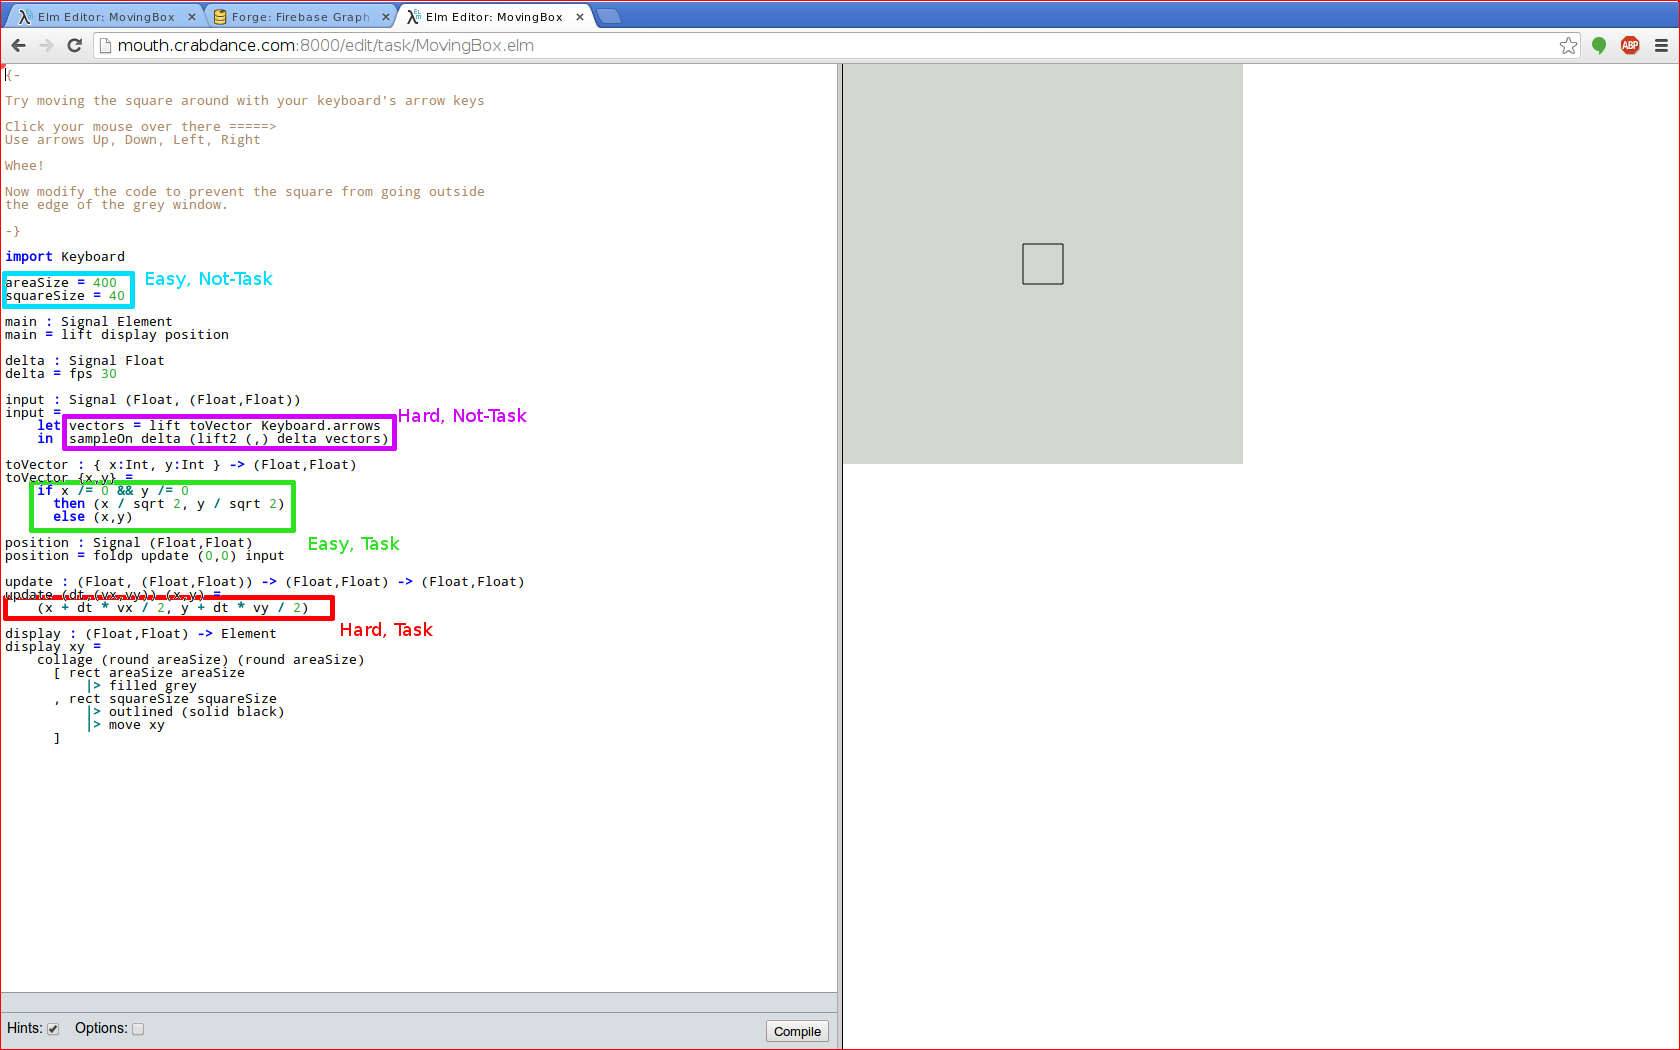 Elm Editor: MovingBox
Forge: Firebase Graph
Elm Editor: MovingBox
mouth.crabdance.com:8000/edit/task/MovingBox.elm
ABP
{-
Try moving the square around with your keyboard's arrow keys
Click your mouse over there =====>
Use arrows Up, Down, Left, Right
Whee!
Now modify the code to prevent the square from going outside
the edge of the grey window.
-}
import Keyboard
areaSize = 400
squareSize = 40
Easy, Not-Task
main : Signal Element
main = lift display position
delta : Signal Float
delta = fps 30
input : Signal (Float, (Float,Float))
input =
let vectors = lift toVector Keyboard.arrows
in  sampleOn delta (lift2 (,) delta vectors)
Hard, Not-Task
toVector : { x:Int, y:Int } -> (Float,Float)
toVector {x,y} =
if x /= 0 && y /= 0
then (x / sqrt 2, y / sqrt 2)
else (x,y)
Easy, Task
position : Signal (Float,Float)
position = foldp update (0,0) input
update : (Float, (Float,Float)) -> (Float,Float) -> (Float,Float)
update (dt,(vx,vy)) (x,y) =
(x + dt * vx / 2, y + dt * vy / 2)
Hard, Task
display : (Float,Float) -> Element
display xy =
collage (round areaSize) (round areaSize)
[ rect areaSize areaSize
|> filled grey
, rect squareSize squareSize
|> outlined (solid black)
|> move xy
]
Hints:
Options:
Compile